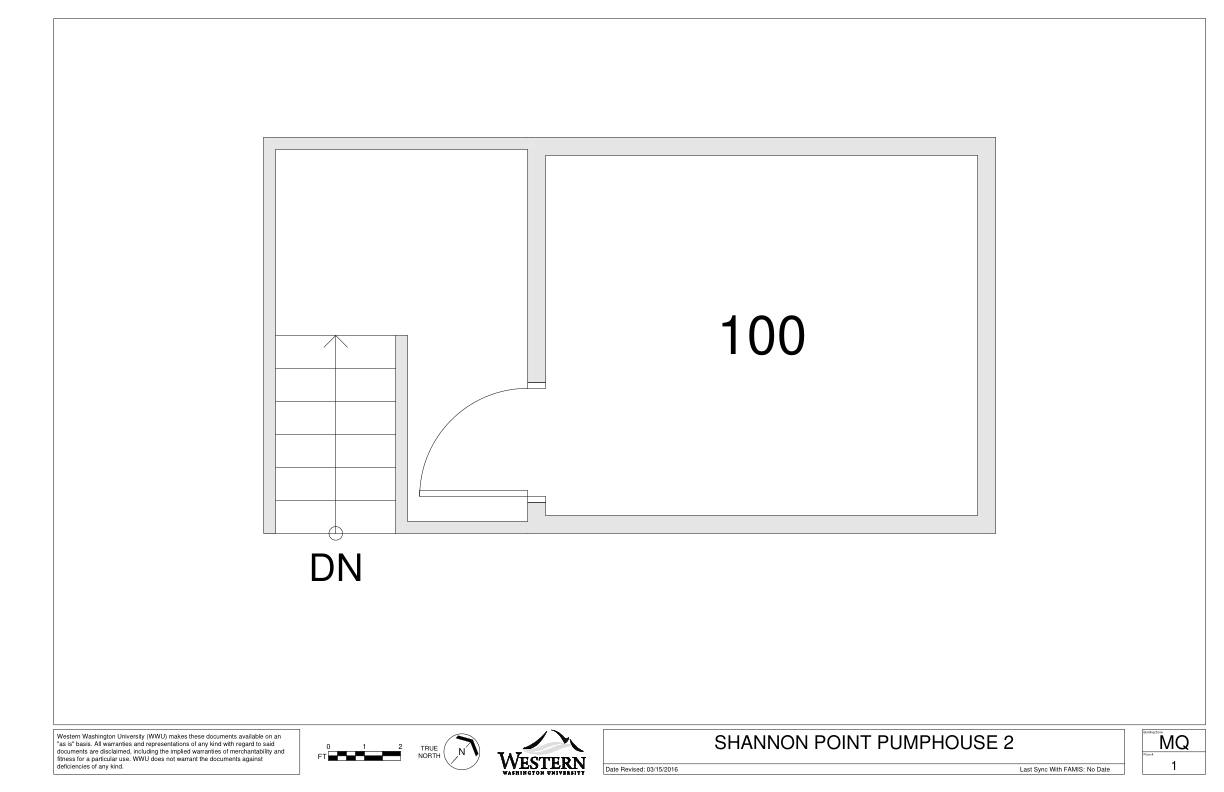 100
DN
Western Washington University (WWU) makes these documents available on an
"as is" basis. All warranties and representations of any kind with regard to said
documents are disclaimed, including the implied warranties of merchantability and
fitness for a particular use. WWU does not warrant the documents against
deficiencies of any kind.
0 1 2
FT
TRUE
NORTH
N
WESTERN
WASHINGTON UNIVERSITY
SHANNON POINT PUMPHOUSE 2
Date Revised: 03/15/2016
Last Sync With FAMIS: No Date
MQ
1